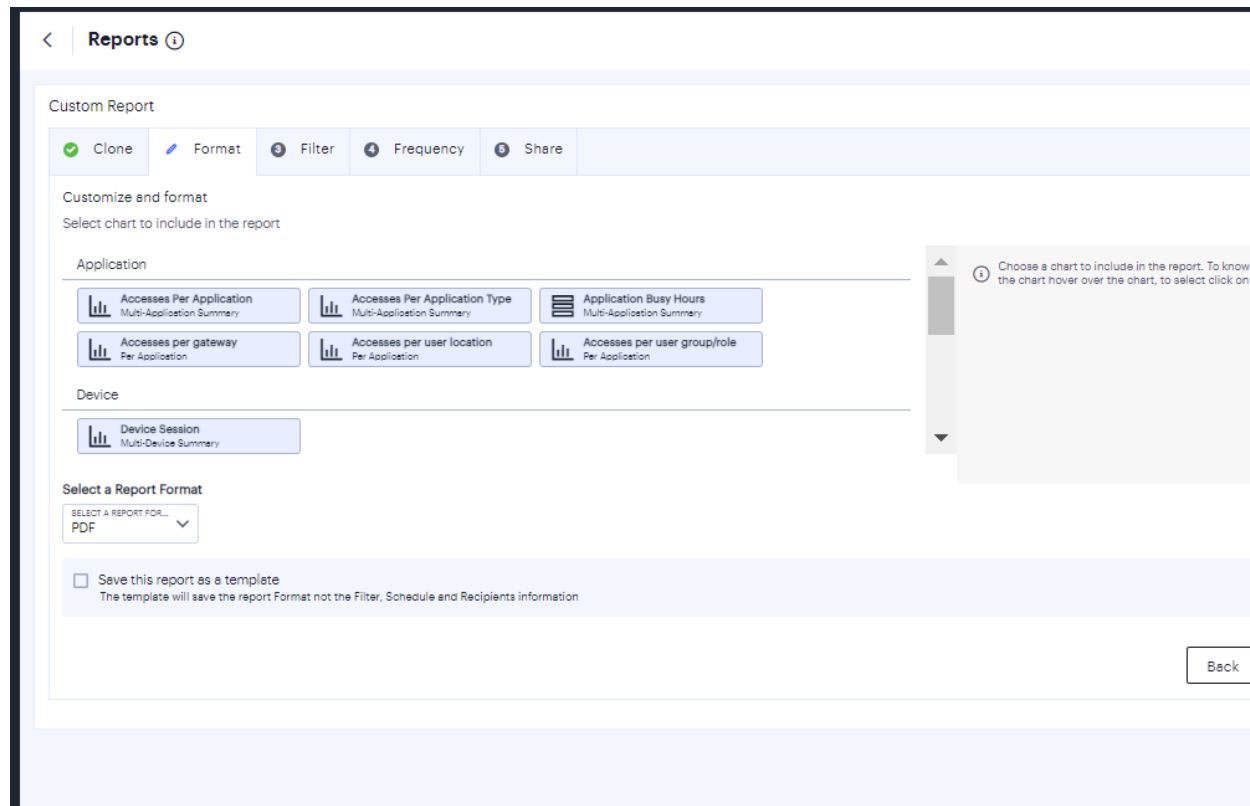 Reports
Custom Report
Clone Format 3 Filter 4 Frequency 5 Share
Customize and format
Select chart to include in the report
Application
Accesses Per Application
Multi-Application Summary
Accesses Per Application Type
Multi-Application Summary
Application Busy Hours
Multi-Application Summary
Accesses per gateway
Per Application
Accesses per user location
Per Application
Accesses per user group/role
Per Application
Device
Device Session
Multi-Device Summary
Choose a chart to include in the report. To know
the chart hover over the chart, to select click on
Select a Report Format
SELECT A REPORT FOR...
PDF
Save this report as a template
The template will save the report Format not the Filter, Schedule and Recipients information
Back